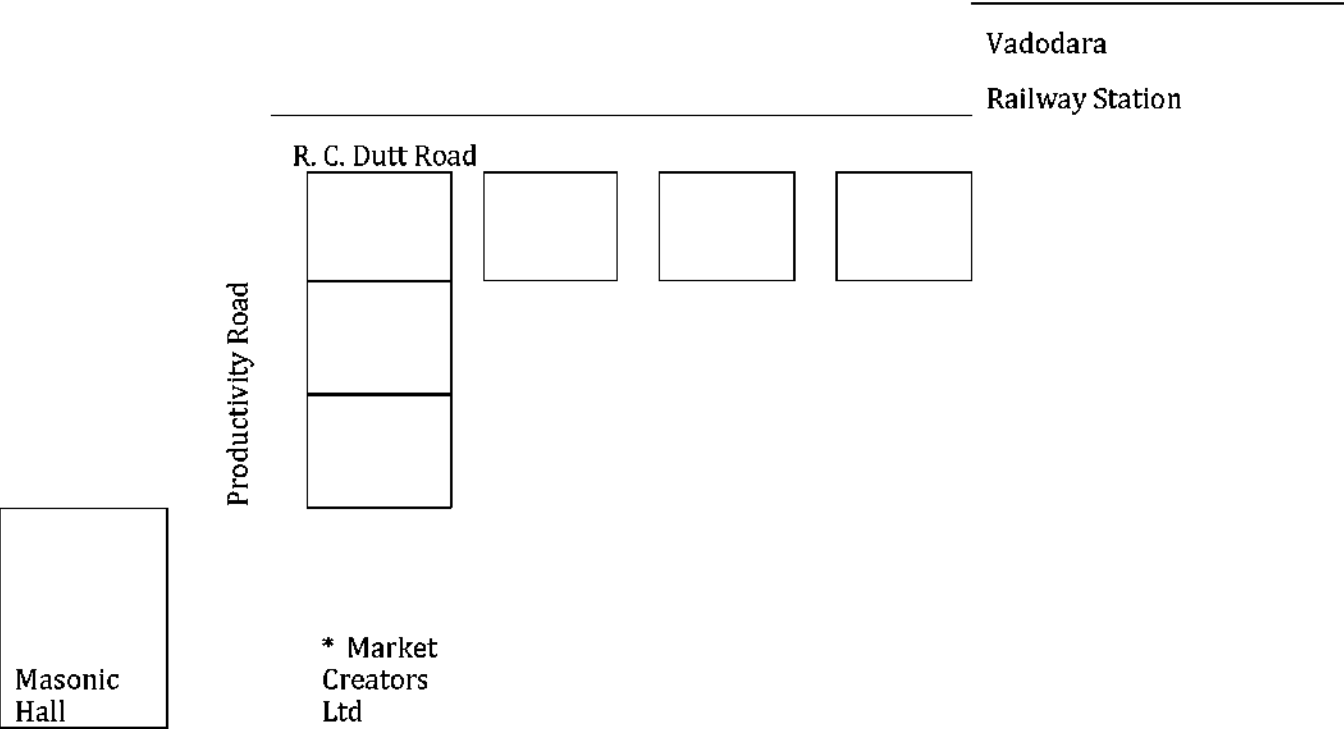 Vadodara
Railway Station
R. C. Dutt Road
Productivity Road
* Market
Creators
Ltd
Masonic
Hall